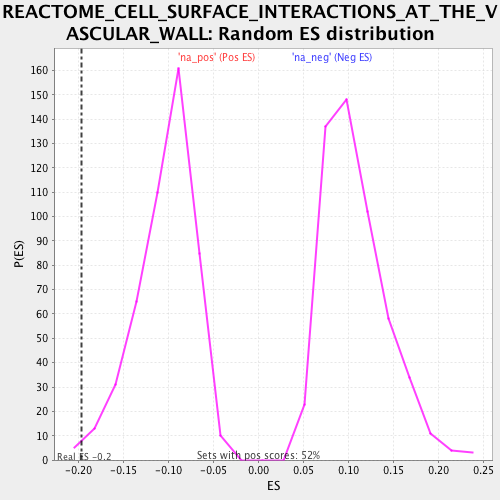 REACTOME_CELL_SURFACE_INTERACTIONS_AT_THE_V
ASCULAR_WALL: Random ES distribution
'na_pos' (Pos ES) 'na_neg' (Neg ES)
160
150
140
130
120
110
100
90
80
70
60
50
40
30
20
10
0
P(ES)
Real ES -0.2
Sets with pos scores: 52%
-0.20 -0.15 -0.10 -0.05 0.00 0.05 0.10 0.15 0.20 0.25
ES